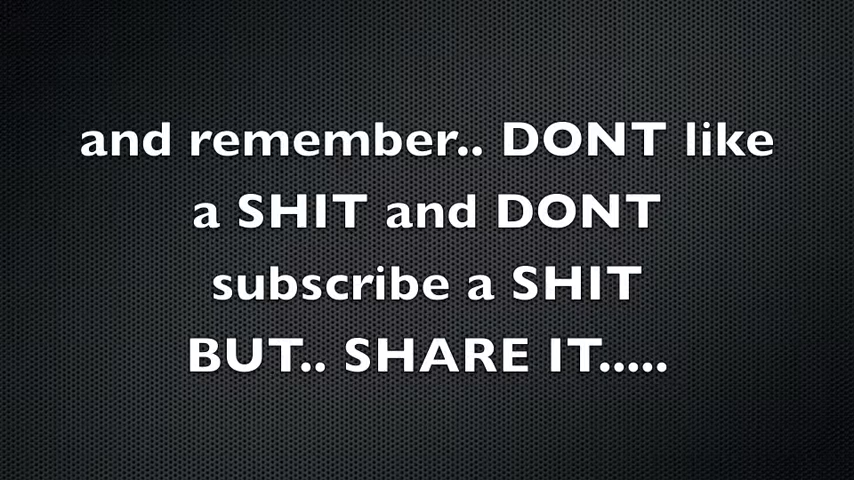 and remember.. DONT like
a SHIT and DONT
subscribe a SHIT
BUT.. SHARE IT.....